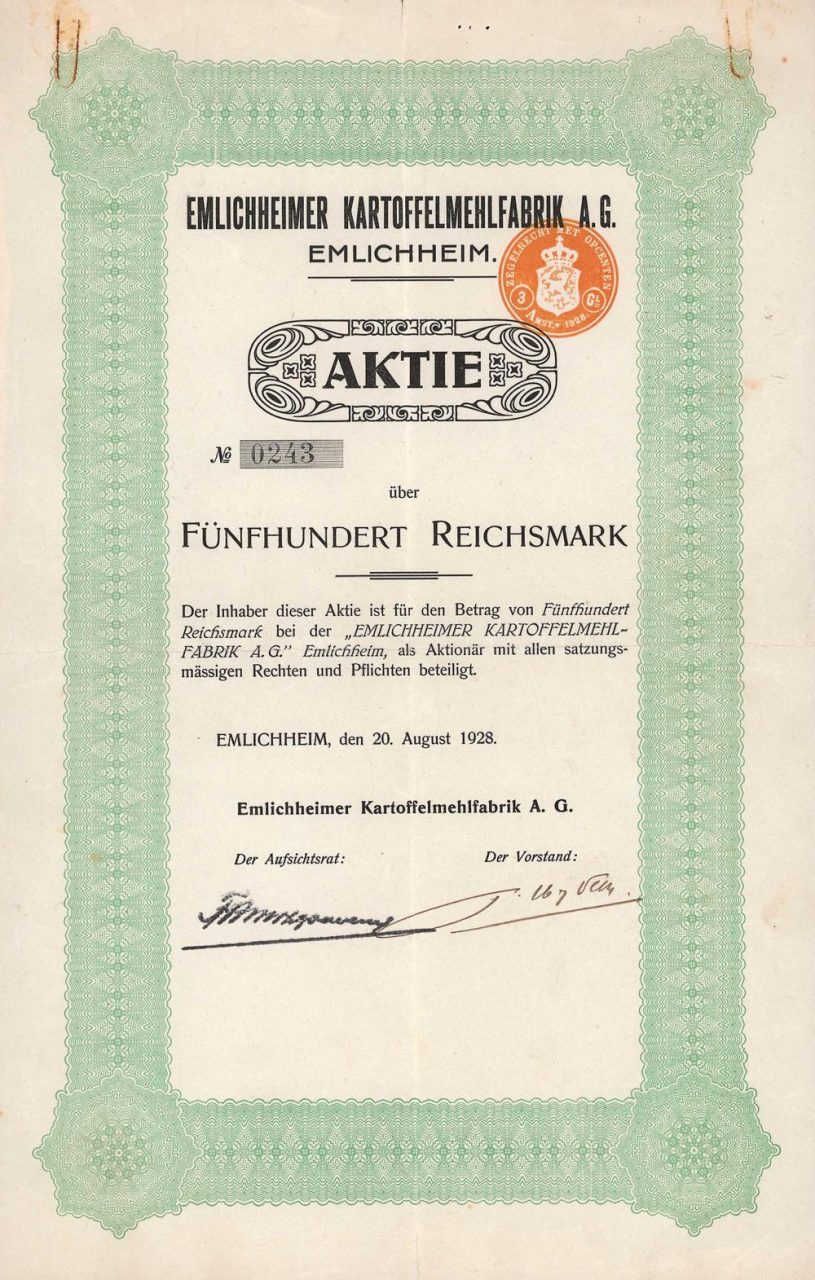 EMLICHHEIMER KARTOFFELMEHLFABRIK A.G.
EMLICHHEIM.
ZEGELRECHT MET OPCENTEN
3 GL
AMST. * 1928.
AKTIE
№ 0243
über
FÜNFHUNDERT REICHSMARK
Der Inhaber dieser Aktie ist für den Betrag von Fünfhundert
Reichsmark bei der „EMLICHHEIMER KARTOFFELMEHL-
FABRIK A. G.” Emlichheim, als Aktionär mit allen satzungs-
mässigen Rechten und Pflichten beteiligt.
EMLICHHEIM, den 20. August 1928.
Emlichheimer Kartoffelmehlfabrik A. G.
Der Aufsichtsrat: Der Vorstand: